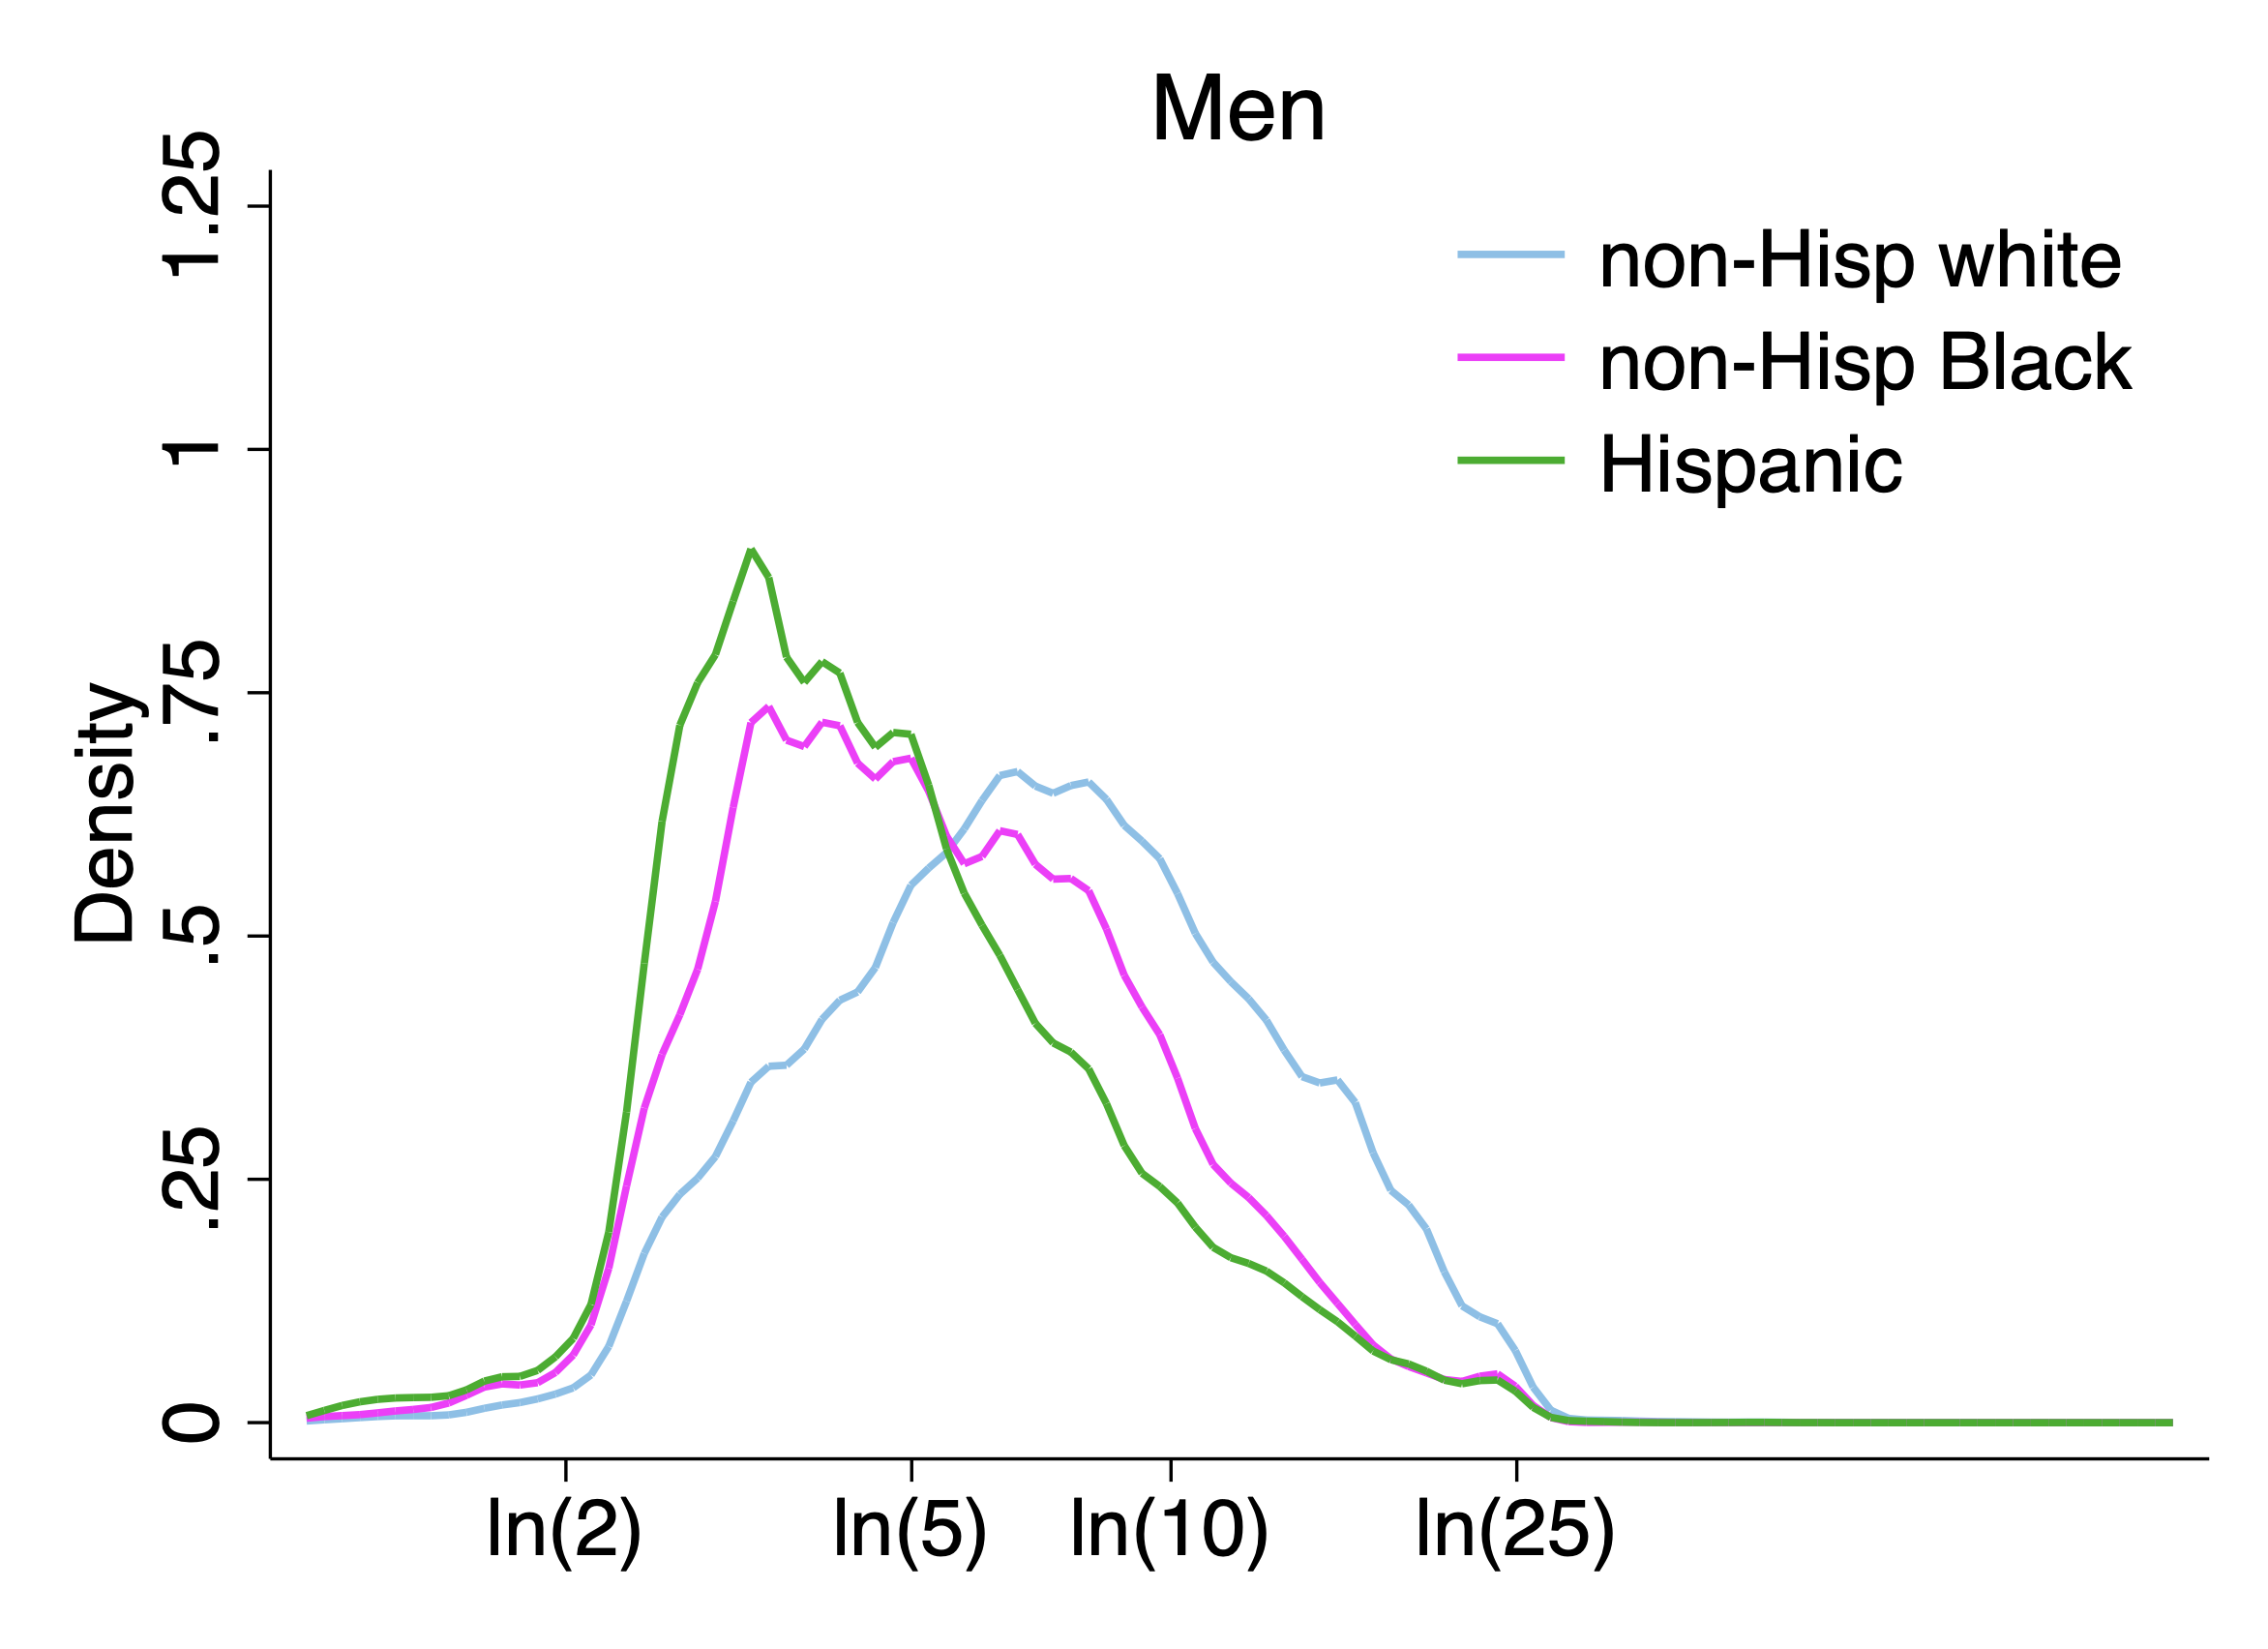 Men
non-Hisp white
non-Hisp Black
Hispanic
Density
1.25
1
.75
.5
.25
0
ln(2)
ln(5)
ln(10)
ln(25)